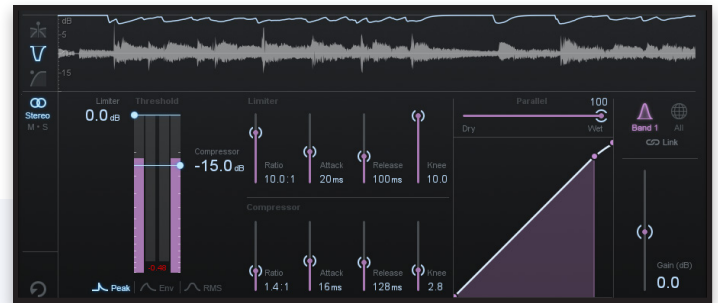 dB
-5
-15
Stereo
M • S
Limiter Threshold
0.0 dB
Compressor
-15.0 dB
-0.48
Peak Env RMS
Limiter
Ratio Attack Release Knee
10.0:1 20ms 100ms 10.0
Compressor
Ratio Attack Release Knee
1.4:1 16ms 128ms 2.8
Parallel 100
Dry Wet
Band 1 All
Link
Gain (dB)
0.0